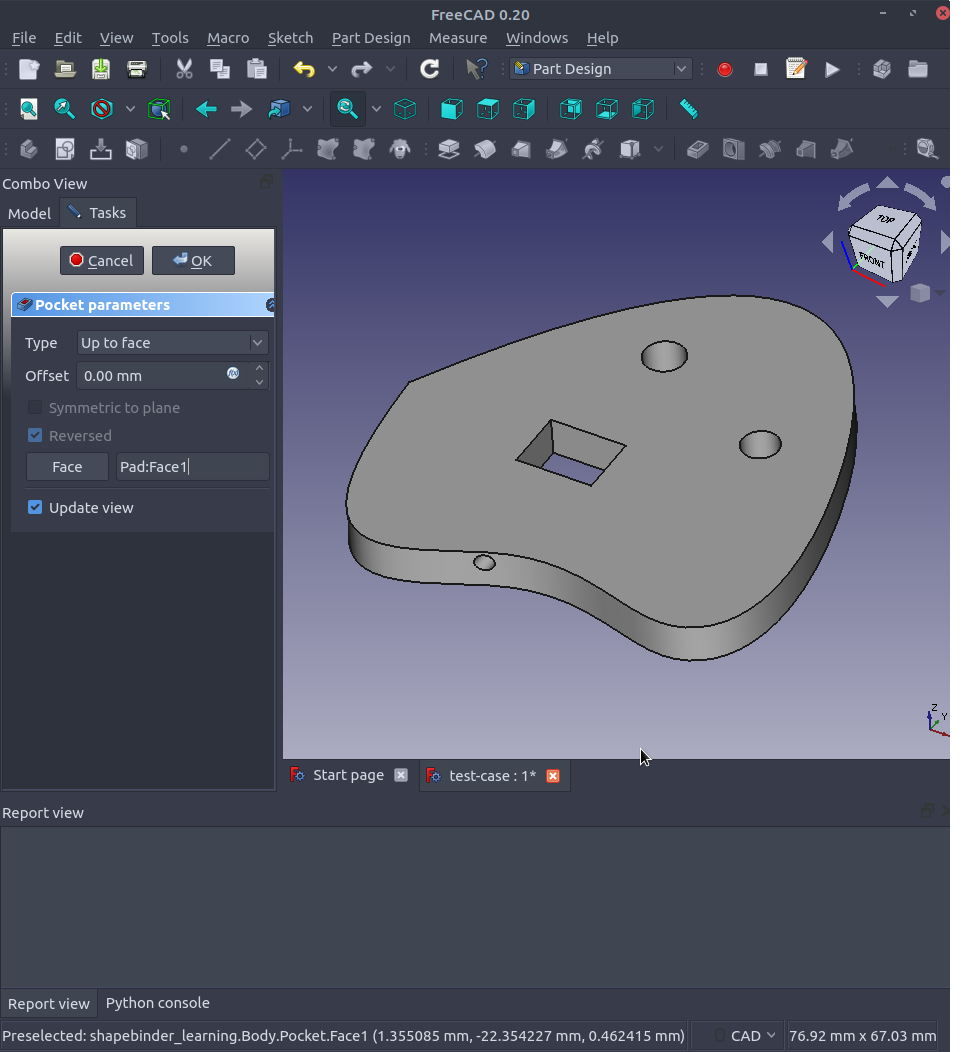 FreeCAD 0.20
File Edit View Tools Macro Sketch Part Design Measure Windows Help
Part Design
Combo View
Model Tasks
Cancel OK
Pocket parameters
Type Up to face
Offset 0.00 mm
Symmetric to plane
Reversed
Face Pad:Face1
Update view
TOP
FRONT
Z
Y
Start page test-case : 1*
Report view
Report view Python console
Preselected: shapebinder_learning.Body.Pocket.Face1 (1.355085 mm, -22.354227 mm, 0.462415 mm) CAD 76.92 mm x 67.03 mm